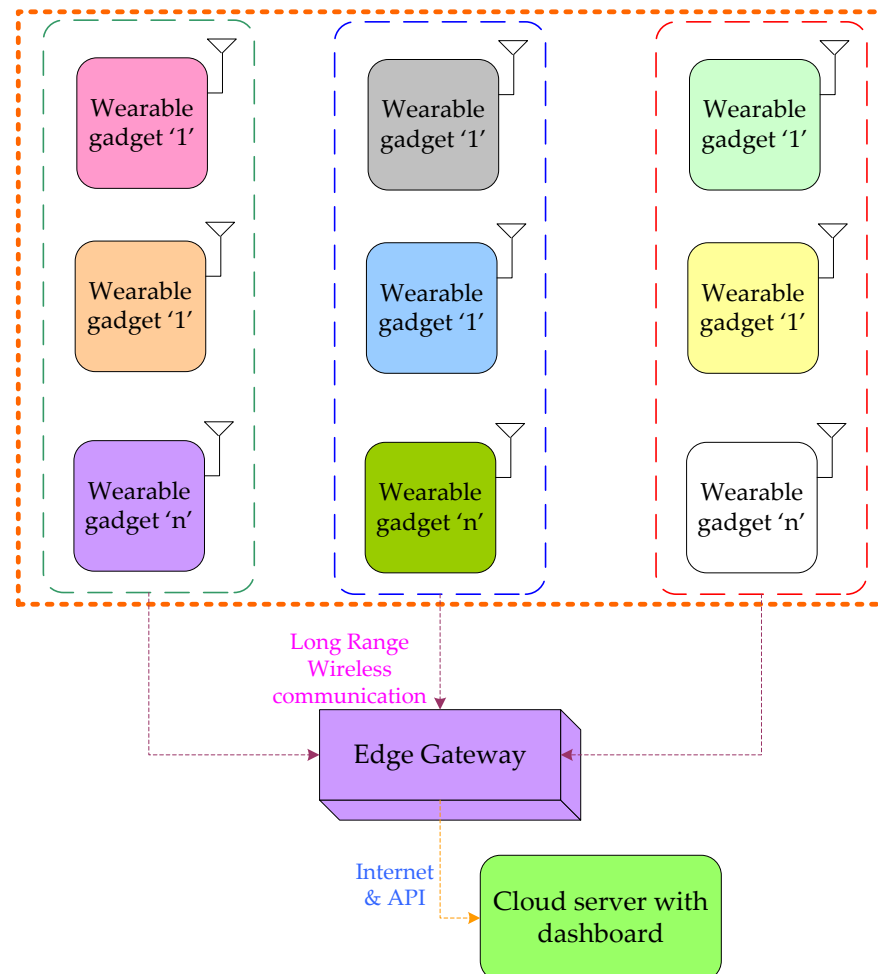 Wearable
gadget ‘1’
Wearable
gadget ‘1’
Wearable
gadget ‘1’
Wearable
gadget ‘1’
Wearable
gadget ‘1’
Wearable
gadget ‘1’
Wearable
gadget ‘n’
Wearable
gadget ‘n’
Wearable
gadget ‘n’
Long Range
Wireless
communication
Edge Gateway
Internet
& API
Cloud server with
dashboard